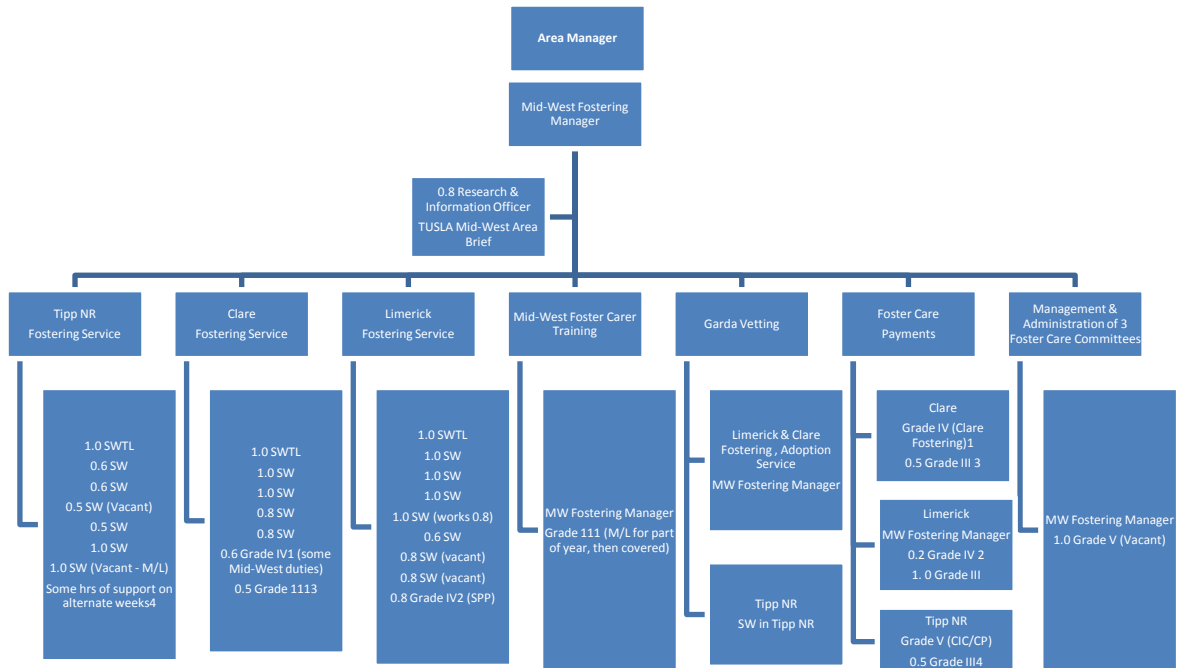 Area Manager
Mid-West Fostering
Manager
0.8 Research &
Information Officer
TUSLA Mid-West Area
Brief
Tipp NR
Fostering Service
Clare
Fostering Service
Limerick
Fostering Service
Mid-West Foster Carer
Training
Garda Vetting
Foster Care
Payments
Management &
Administration of 3
Foster Care Committees
1.0 SWTL
0.6 SW
0.6 SW
0.5 SW (Vacant)
0.5 SW
1.0 SW
1.0 SW (Vacant - M/L)
Some hrs of support on
alternate weeks4
1.0 SWTL
1.0 SW
1.0 SW
0.8 SW
0.8 SW
0.6 Grade IV1 (some
Mid-West duties)
0.5 Grade 1113
1.0 SWTL
1.0 SW
1.0 SW
1.0 SW
1.0 SW (works 0.8)
0.6 SW
0.8 SW (vacant)
0.8 SW (vacant)
0.8 Grade IV2 (SPP)
MW Fostering Manager
Grade 111 (M/L for part
of year, then covered)
Limerick & Clare
Fostering , Adoption
Service
MW Fostering Manager
Tipp NR
SW in Tipp NR
Clare
Grade IV (Clare
Fostering)1
0.5 Grade III 3
Limerick
MW Fostering Manager
0.2 Grade IV 2
1. 0 Grade III
Tipp NR
Grade V (CIC/CP)
0.5 Grade III4
MW Fostering Manager
1.0 Grade V (Vacant)